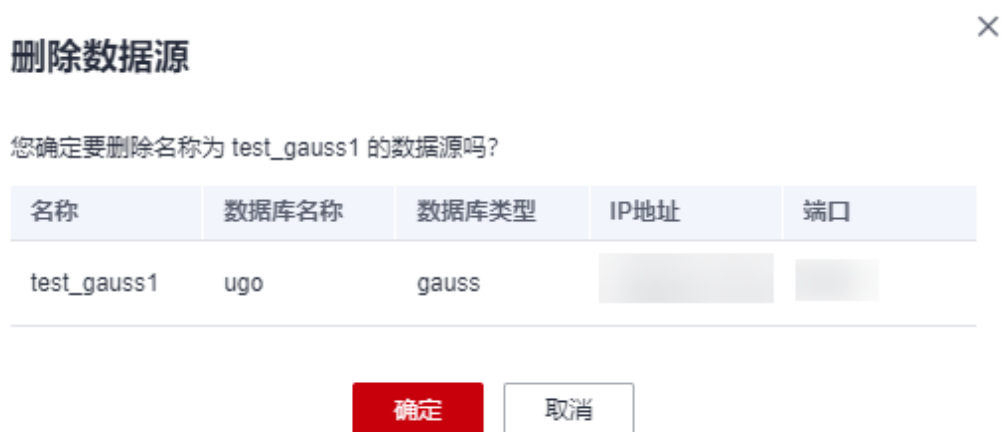 删除数据源
您确定要删除名称为 test_gauss1 的数据源吗?
名称 数据库名称 数据库类型 IP地址 端口
test_gauss1 ugo gauss
确定 取消